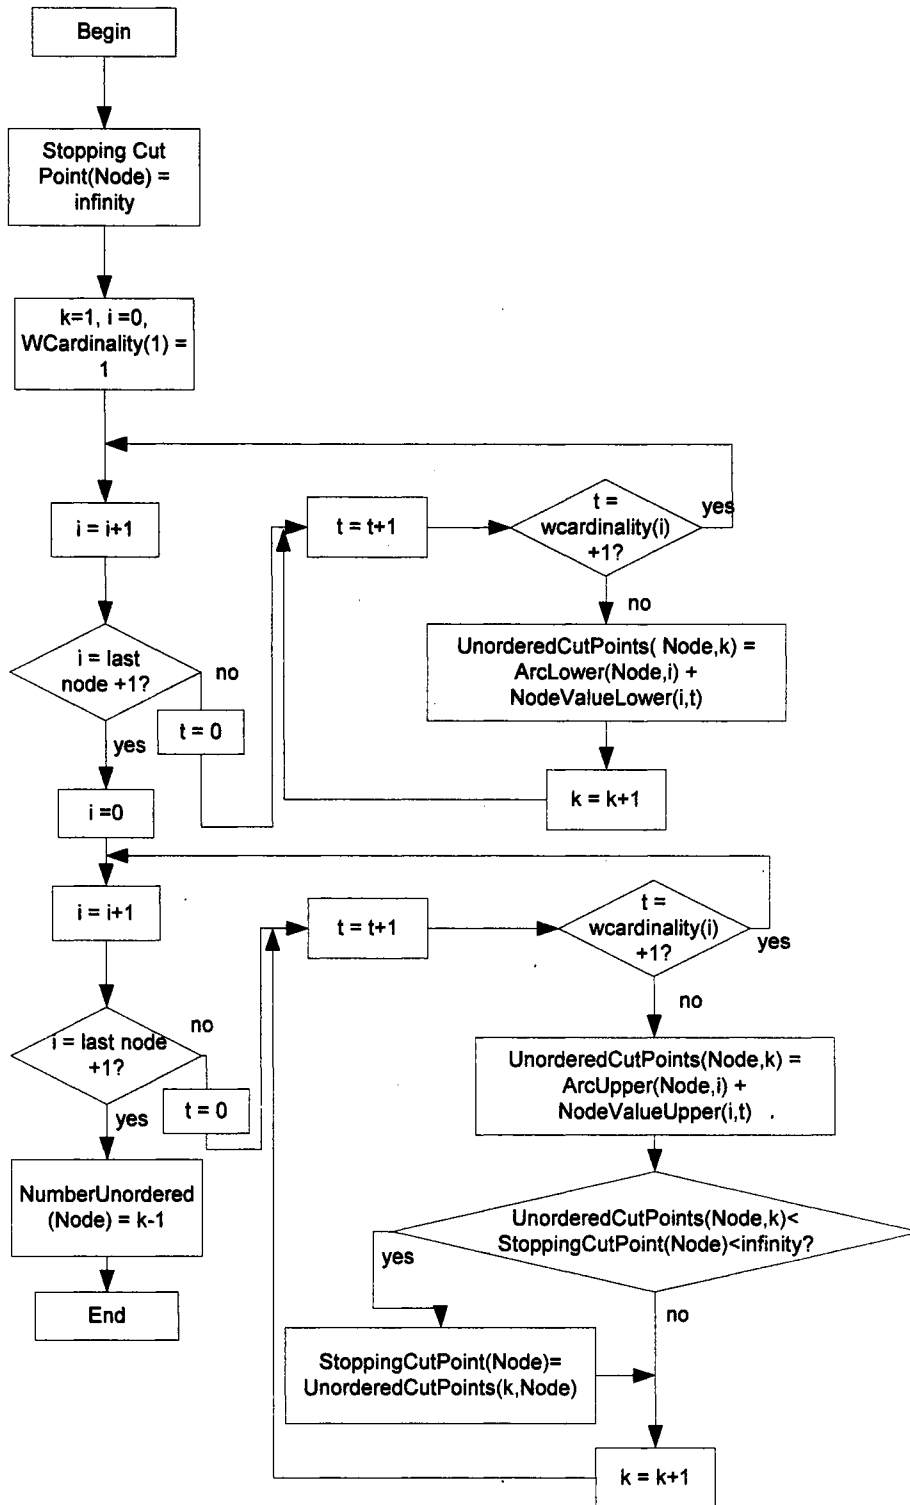 Begin
Stopping Cut
Point(Node) =
infinity
k=1, i =0,
WCardinality(1) =
1
i = i+1
t = t+1
t =
wcardinality(i)
+1?
yes
no
i = last
node +1?
no
UnorderedCutPoints( Node,k) =
ArcLower(Node,i) +
NodeValueLower(i,t)
t = 0
yes
k = k+1
i =0
i = i+1
t = t+1
t =
wcardinality(i)
+1?
yes
no
i = last node
+1?
no
UnorderedCutPoints(Node,k) =
ArcUpper(Node,i) +
NodeValueUpper(i,t)
t = 0
yes
NumberUnordered
(Node) = k-1
UnorderedCutPoints(Node,k)<
StoppingCutPoint(Node)<infinity?
yes
no
End
StoppingCutPoint(Node)=
UnorderedCutPoints(k,Node)
k = k+1